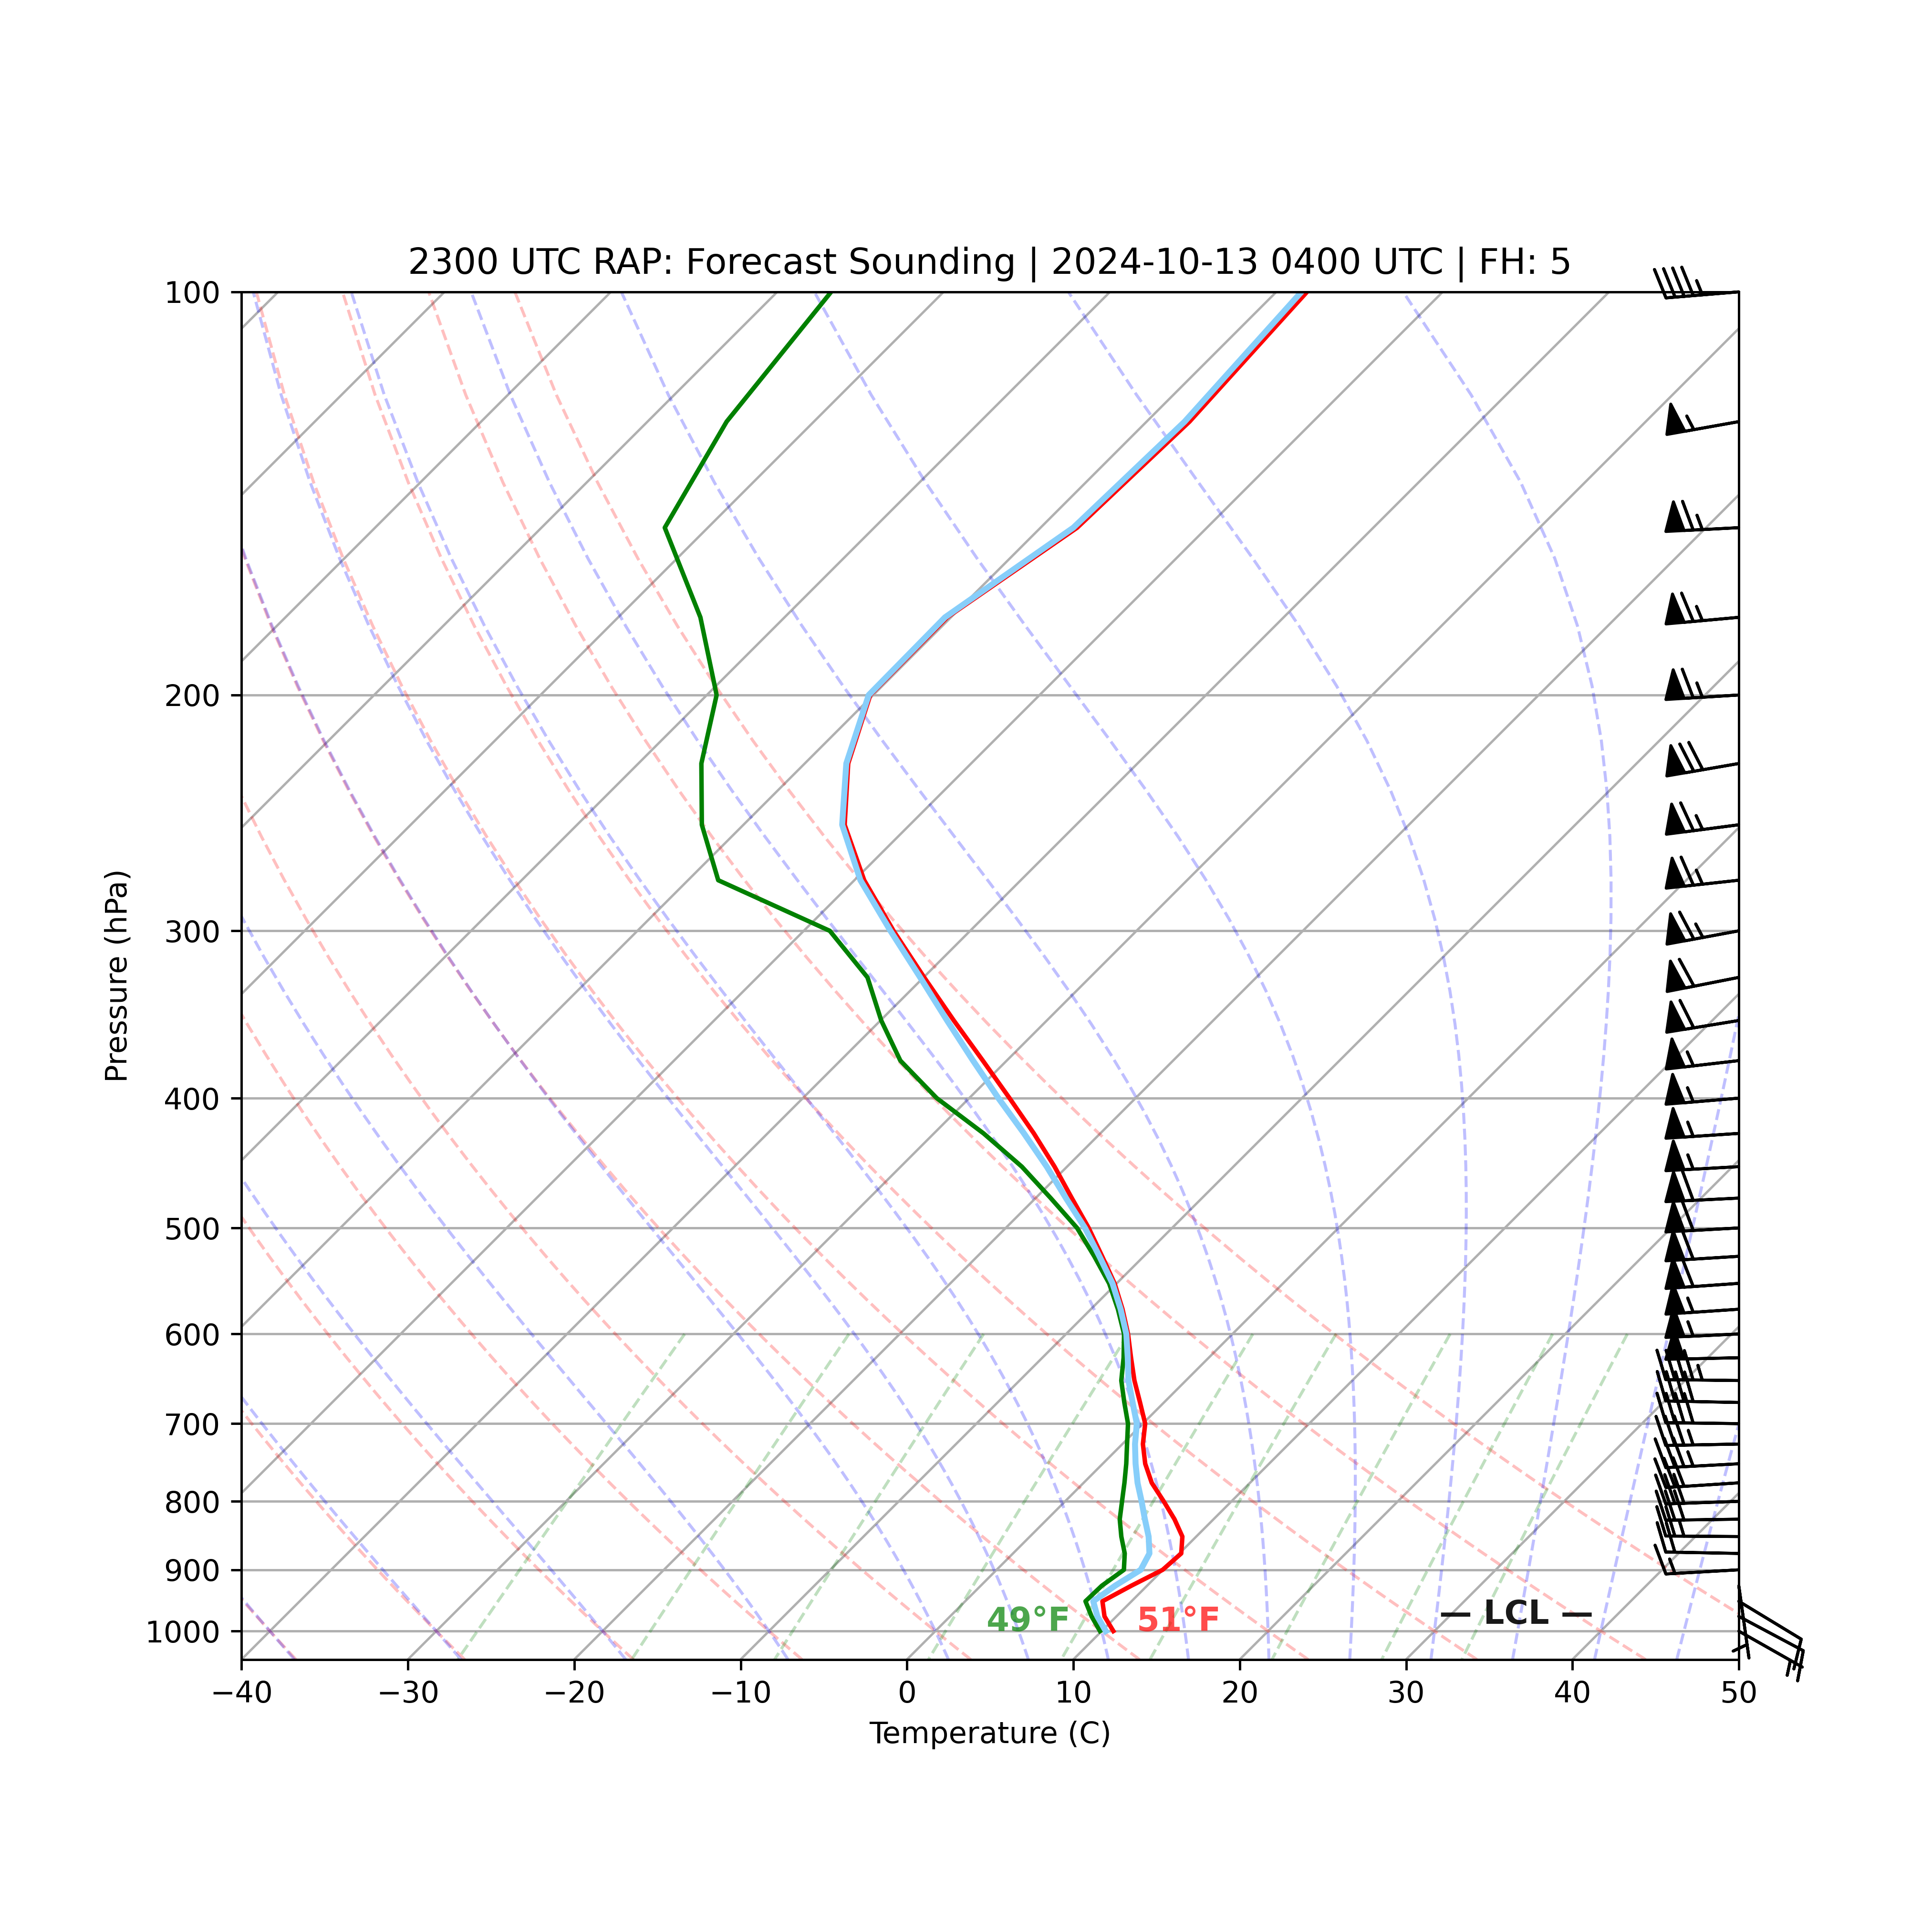 2300 UTC RAP: Forecast Sounding | 2024-10-13 0400 UTC | FH: 5
100
200
300
400
500
600
700
800
900
1000
Pressure (hPa)
49°F 51°F — LCL —
−40 −30 −20 −10 0 10 20 30 40 50
Temperature (C)